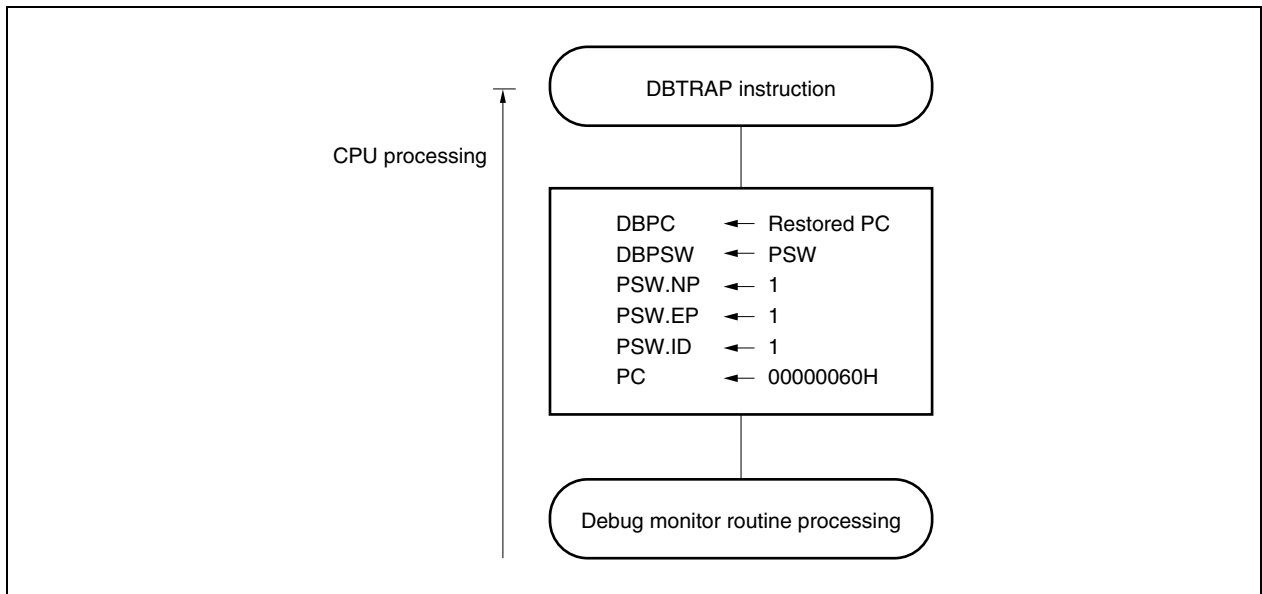 DBTRAP instruction
CPU processing
DBPC ← Restored PC
DBPSW ← PSW
PSW.NP ← 1
PSW.EP ← 1
PSW.ID ← 1
PC ← 00000060H
Debug monitor routine processing